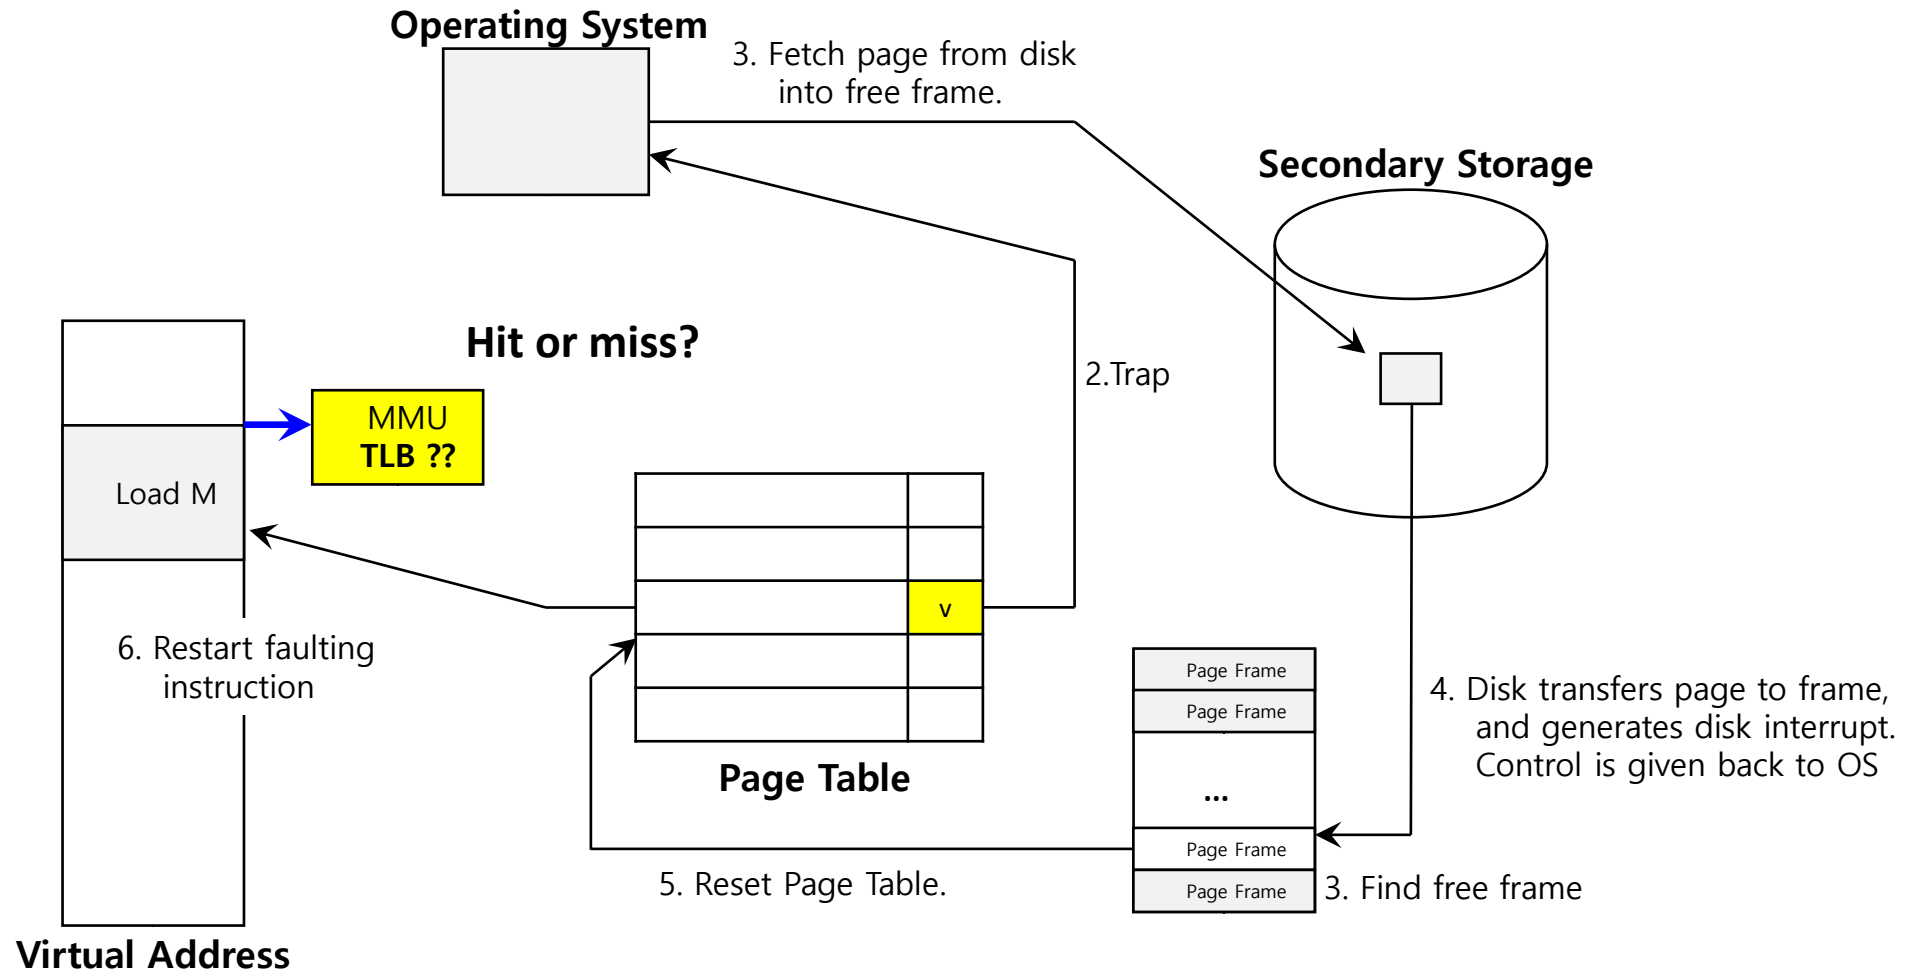 Operating System
3. Fetch page from disk
into free frame.
Secondary Storage
Hit or miss?
MMU
TLB ??
2.Trap
Load M
v
6. Restart faulting
instruction
Page Table
Page Frame
Page Frame
...
Page Frame
Page Frame
4. Disk transfers page to frame,
and generates disk interrupt.
Control is given back to OS
5. Reset Page Table.
3. Find free frame
Virtual Address